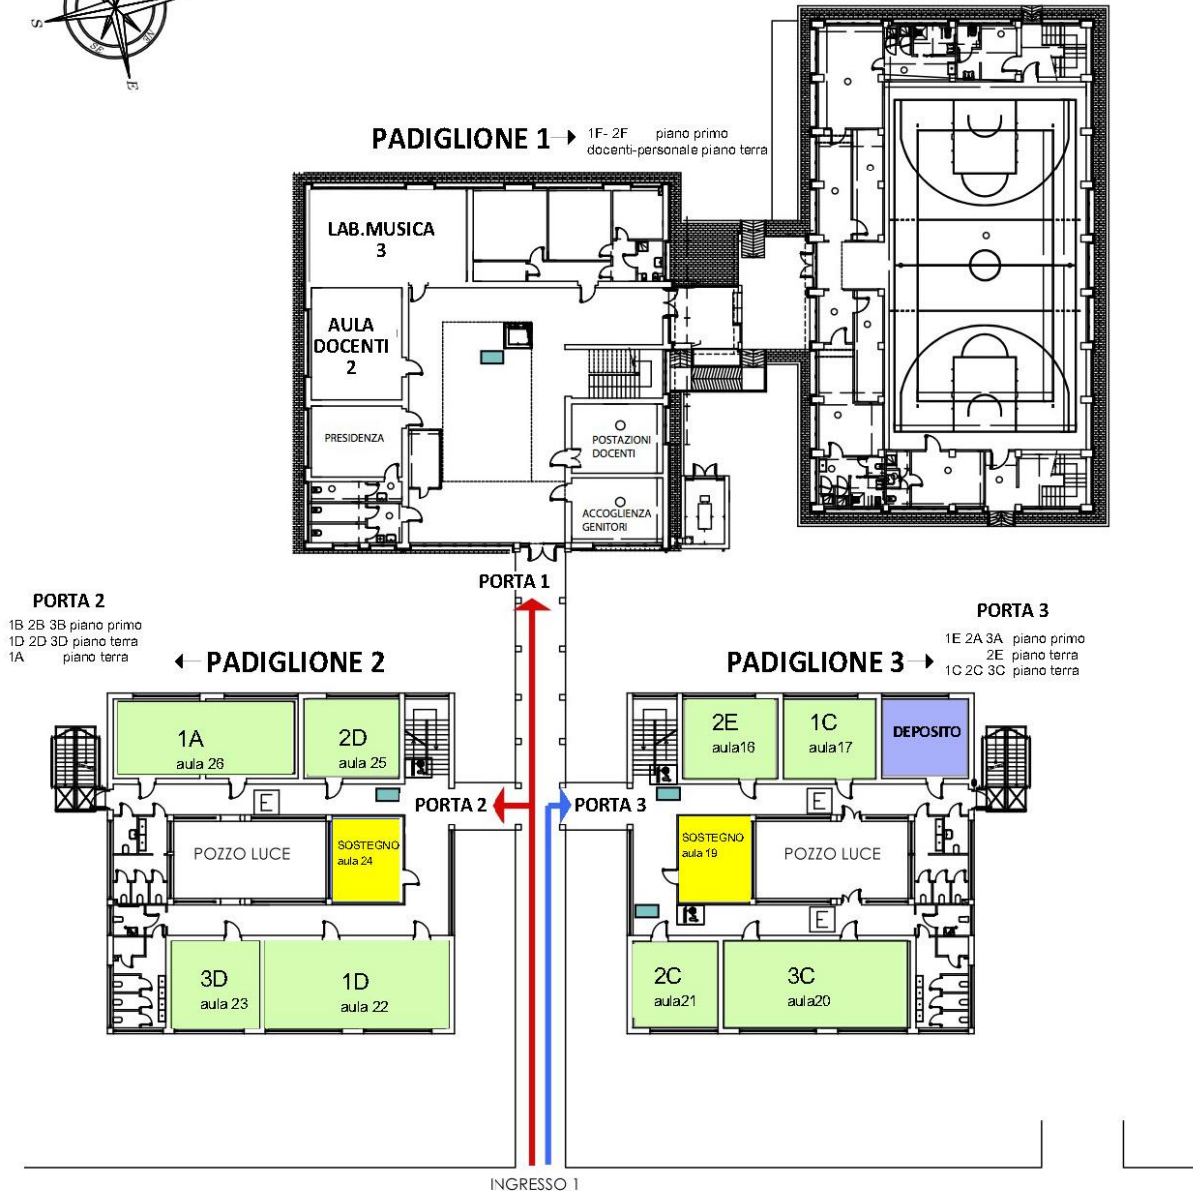 S
SE
NE
E
PADIGLIONE 1
1F- 2F piano primo
docenti-personale piano terra
LAB.MUSICA
3
AULA
DOCENTI
2
PRESIDENZA
POSTAZIONI
DOCENTI
ACCOGLIENZA
GENITORI
PORTA 1
PORTA 2
1B 2B 3B piano primo
1D 2D 3D piano terra
1A piano terra
PADIGLIONE 2
PADIGLIONE 3
PORTA 3
1E 2A 3A piano primo
2E piano terra
1C 2C 3C piano terra
1A
aula 26
2D
aula 25
2E
aula16
1C
aula17
DEPOSITO
E
PORTA 2
PORTA 3
E
POZZO LUCE
SOSTEGNO
aula 24
SOSTEGNO
aula 19
POZZO LUCE
E
3D
aula 23
1D
aula 22
2C
aula21
3C
aula20
INGRESSO 1